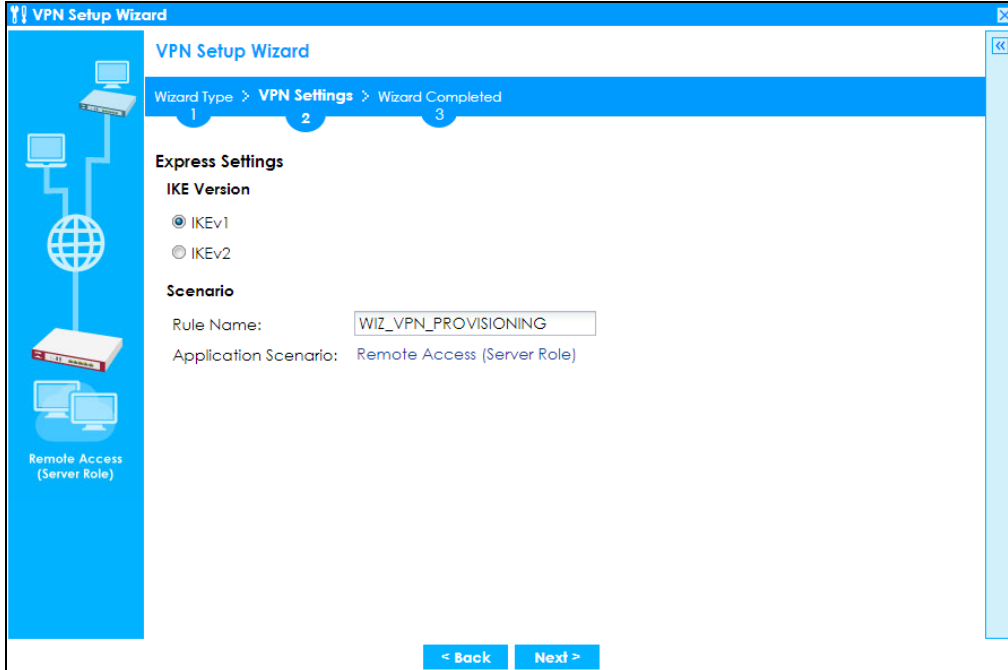 VPN Setup Wizard
VPN Setup Wizard
Wizard Type > VPN Settings > Wizard Completed
1 2 3
Express Settings
IKE Version
IKEv1
IKEv2
Scenario
Rule Name: WIZ_VPN_PROVISIONING
Application Scenario: Remote Access (Server Role)
Remote Access
(Server Role)
< Back Next >